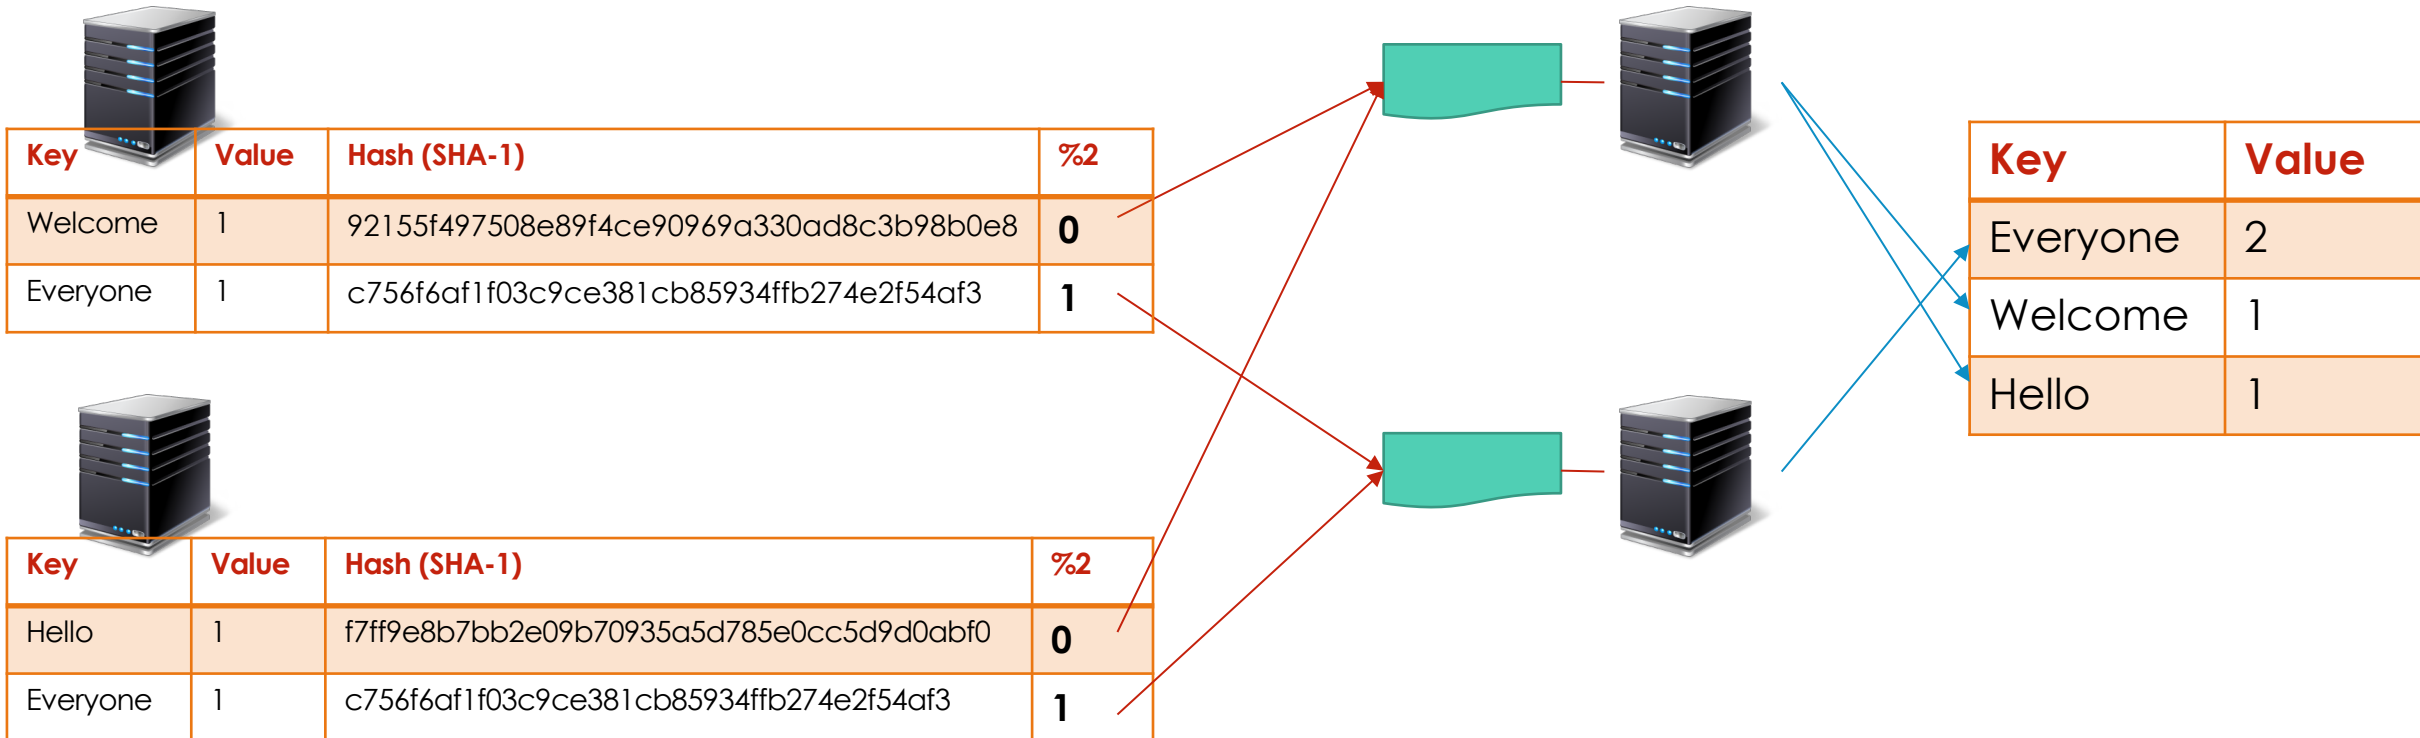 Key Value Hash (SHA-1) %2
Welcome 1 92155f497508e89f4ce90969a330ad8c3b98b0e8 0
Everyone 1 c756f6af1f03c9ce381cb85934ffb274e2f54af3 1
Key Value Hash (SHA-1) %2
Hello 1 f7ff9e8b7bb2e09b70935a5d785e0cc5d9d0abf0 0
Everyone 1 c756f6af1f03c9ce381cb85934ffb274e2f54af3 1
Key Value
Everyone 2
Welcome 1
Hello 1